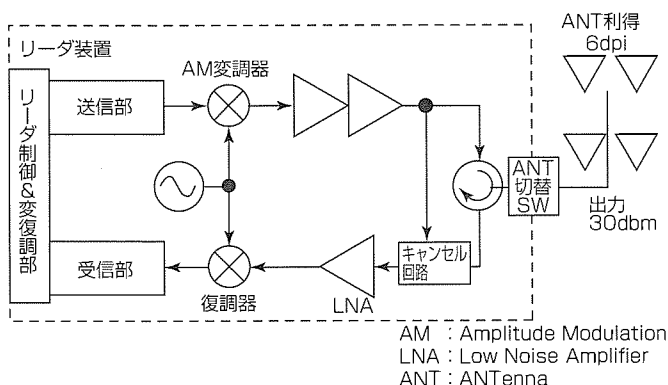 ANT利得
6dpi
リーダ装置
AM変調器
リーダ制御&変復調部
送信部
ANT
切替
SW
出力
30dbm
受信部
復調器
LNA
キャンセル
回路
AM : Amplitude Modulation
LNA : Low Noise Amplifier
ANT : ANTenna